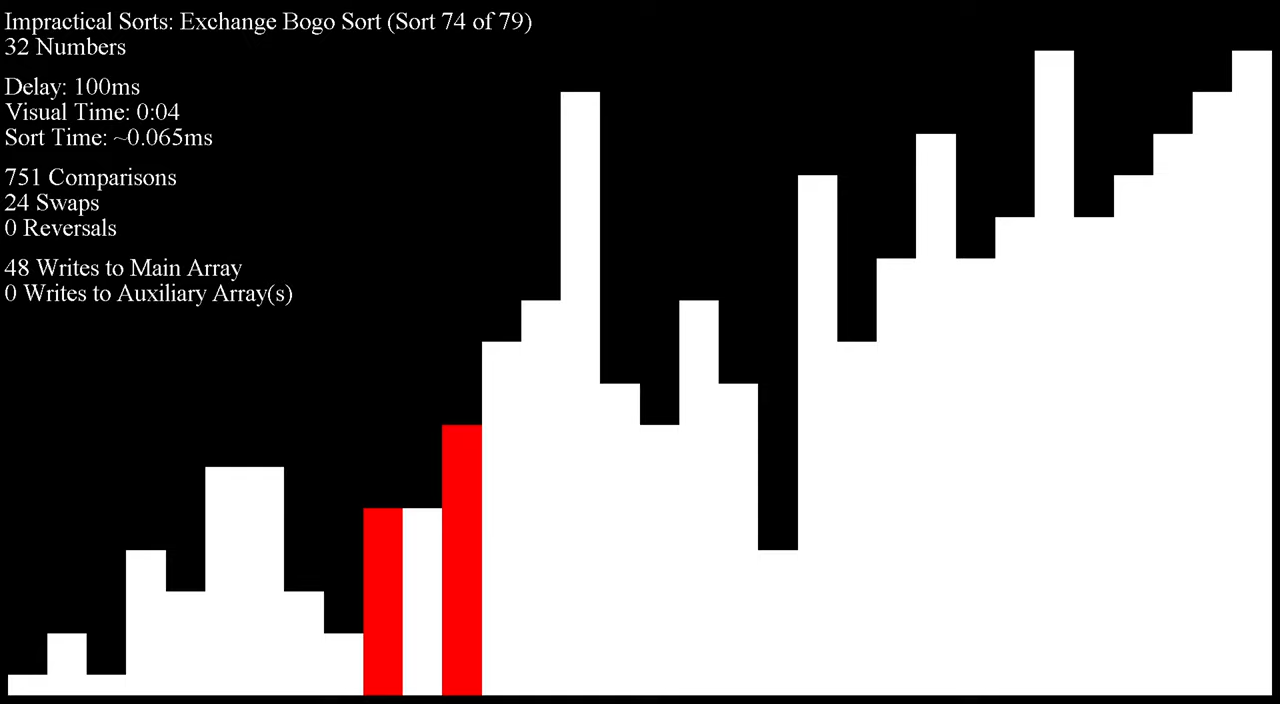 Impractical Sorts: Exchange Bogo Sort (Sort 74 of 79)
32 Numbers
Delay: 100ms
Visual Time: 0:04
Sort Time: ~0.065ms
751 Comparisons
24 Swaps
0 Reversals
48 Writes to Main Array
0 Writes to Auxiliary Array(s)